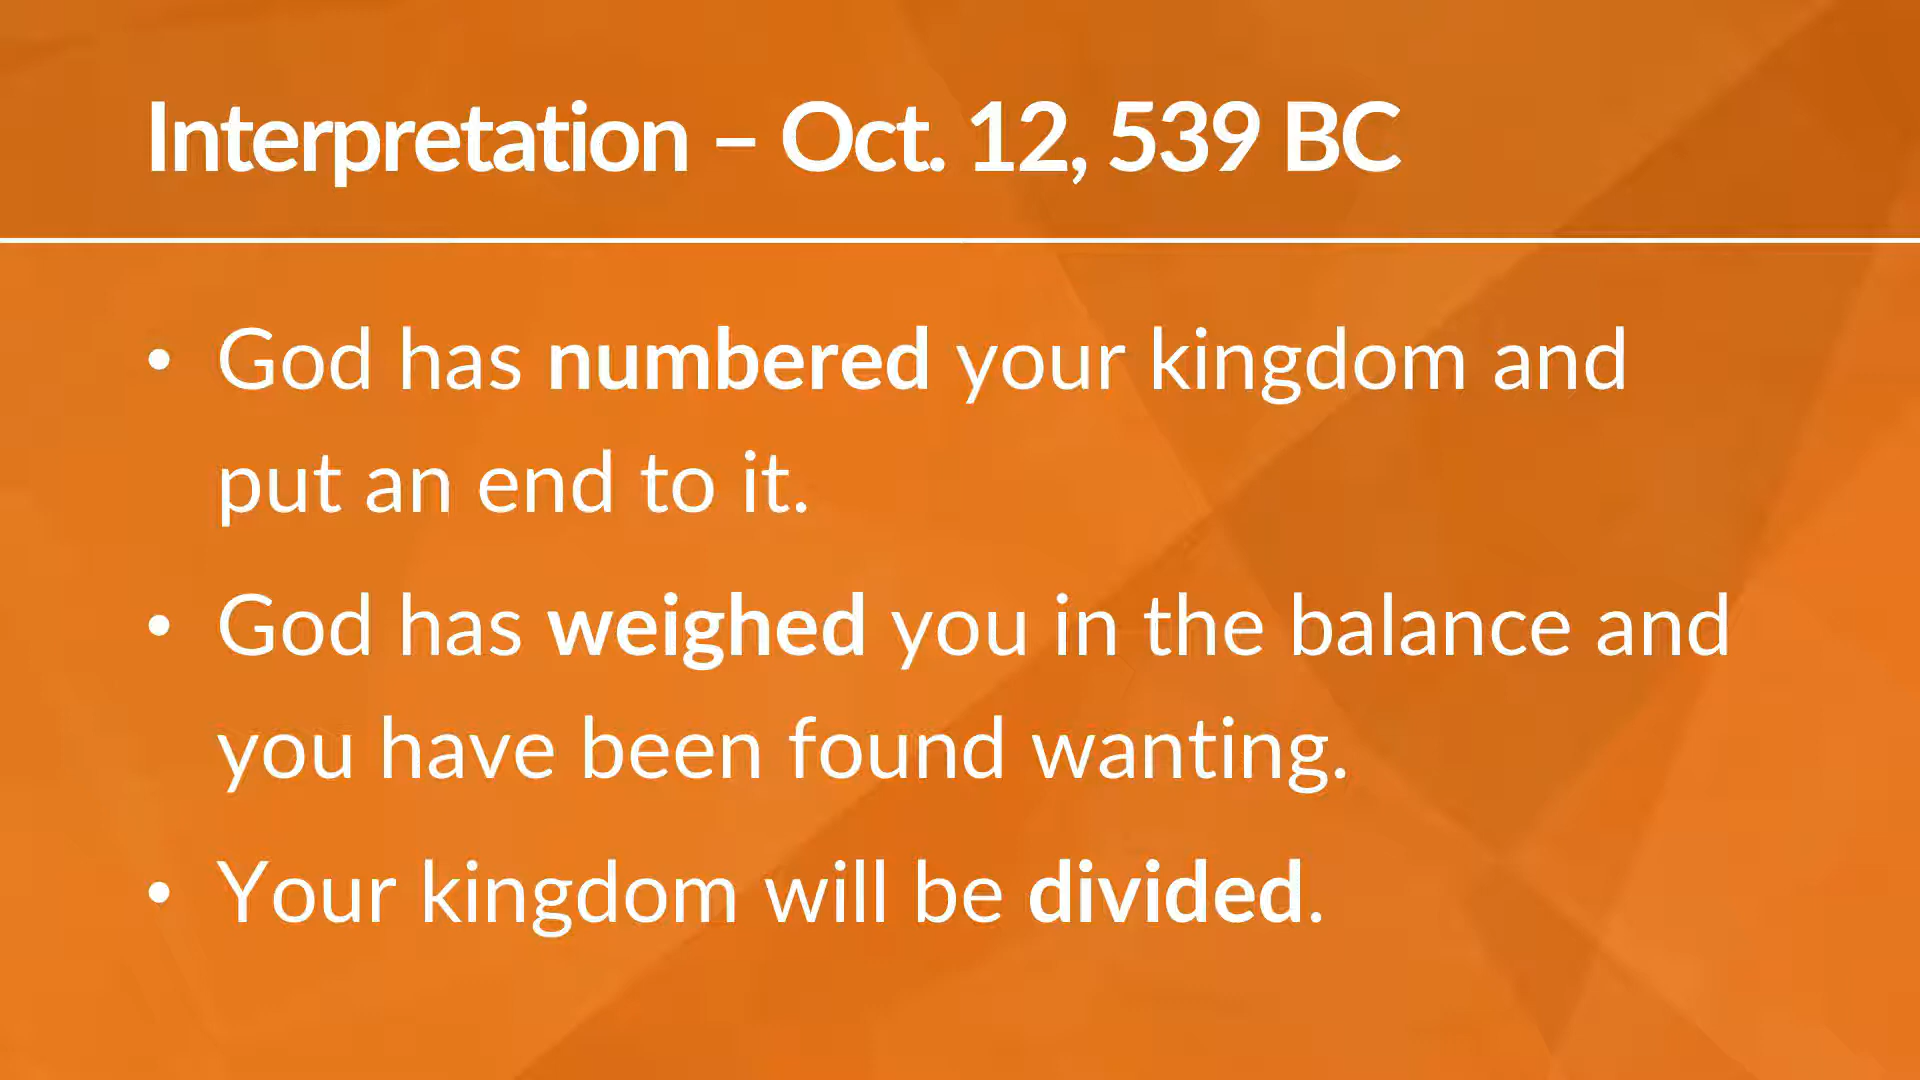 Interpretation – Oct. 12, 539 BC
• God has numbered your kingdom and
put an end to it.
• God has weighed you in the balance and
you have been found wanting.
• Your kingdom will be divided.